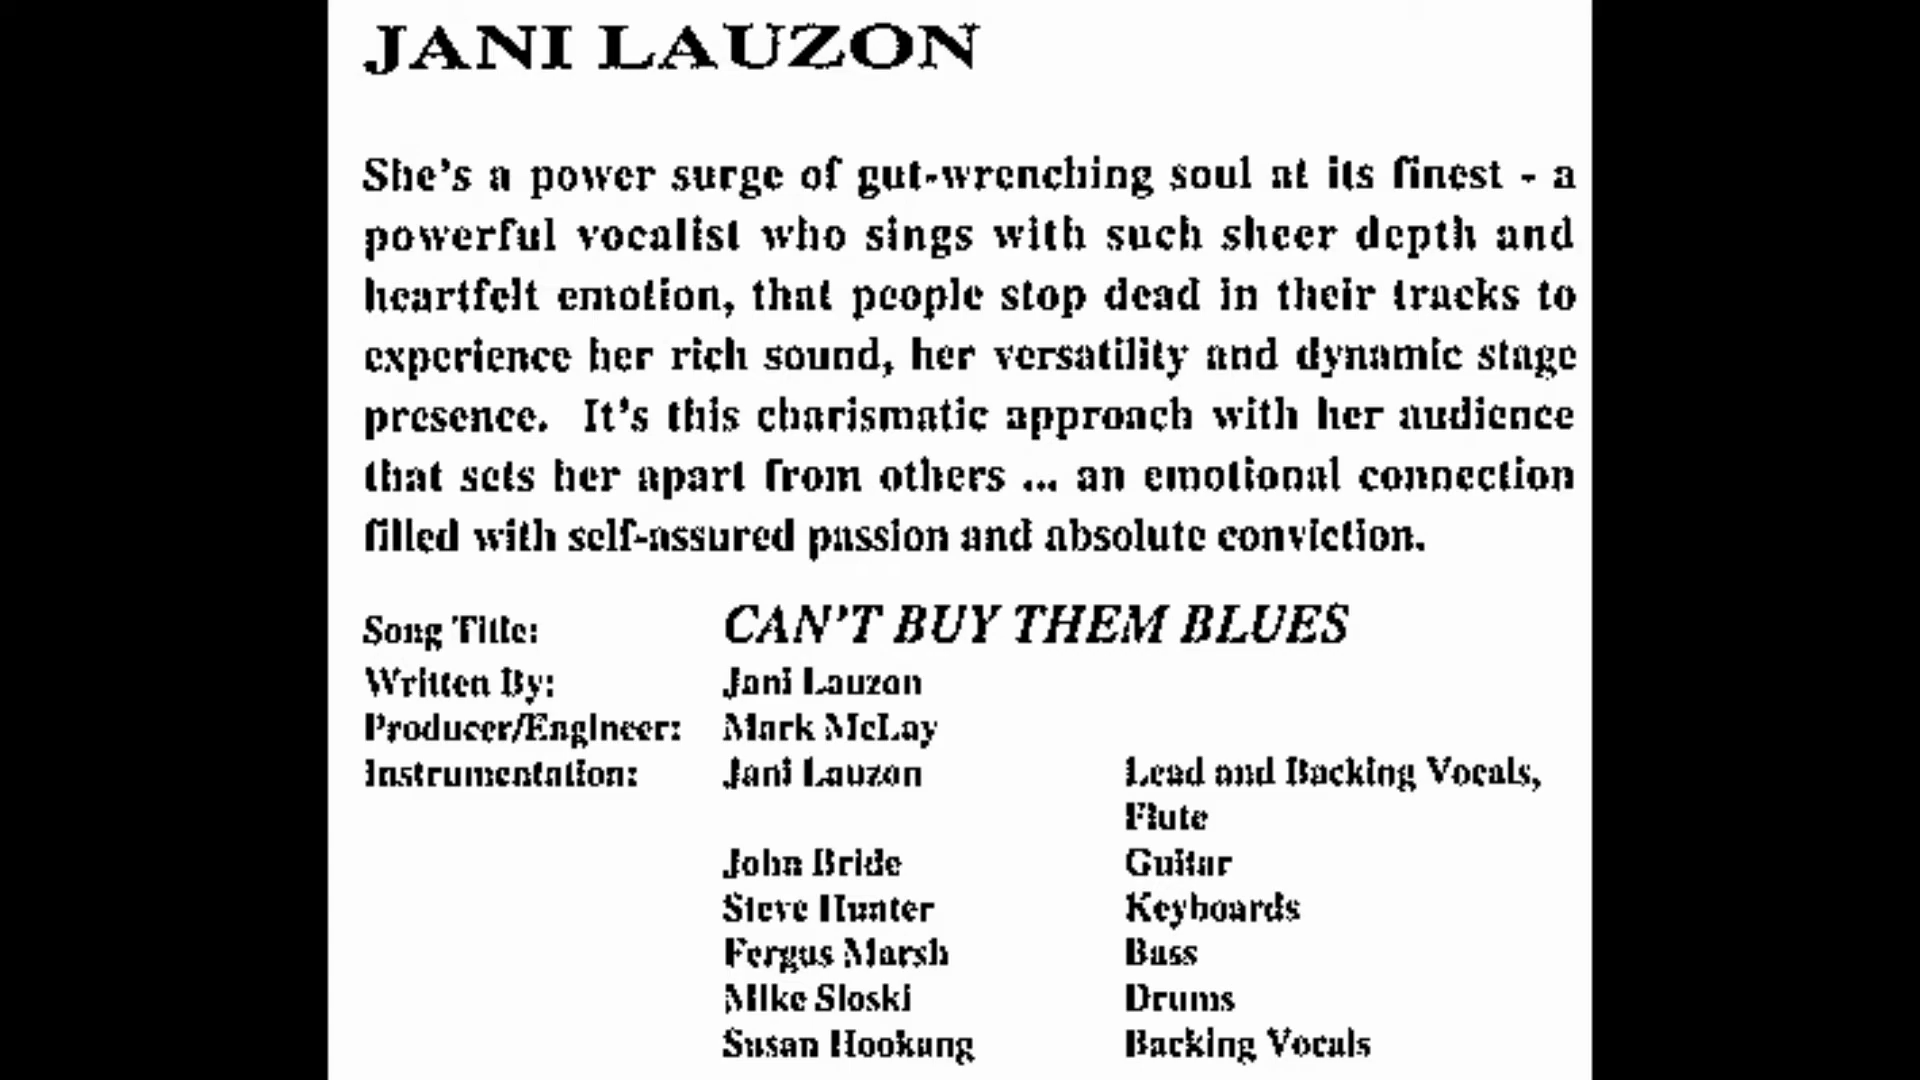 JANI LAUZON
She's a power surge of gut-wrenching soul at its finest - a
powerful vocalist who sings with such sheer depth and
heartfelt emotion, that people stop dead in their tracks to
experience her rich sound, her versatility and dynamic stage
presence. It's this charismatic approach with her audience
that sets her apart from others ... an emotional connection
filled with self-assured passion and absolute conviction.
Song Title: CAN'T BUY THEM BLUES
Written By: Jani Lauzon
Producer/Engineer: Mark McLay
Instrumentation: Jani Lauzon Lead and Backing Vocals,
Flute
John Bride Guitar
Steve Hunter Keyboards
Fergus Marsh Bass
Mike Sloski Drums
Susan Hookung Backing Vocals